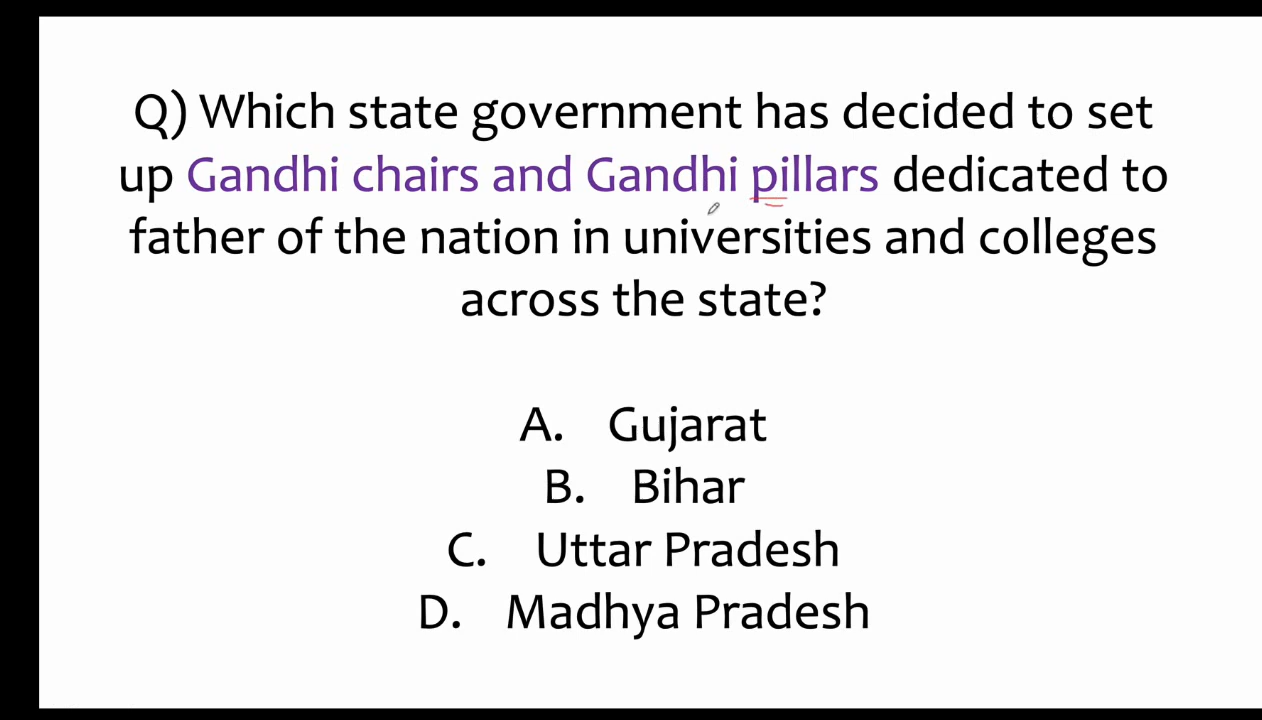 Q) Which state government has decided to set
up Gandhi chairs and Gandhi pillars dedicated to
father of the nation in universities and colleges
across the state?
A. Gujarat
B. Bihar
C. Uttar Pradesh
D. Madhya Pradesh